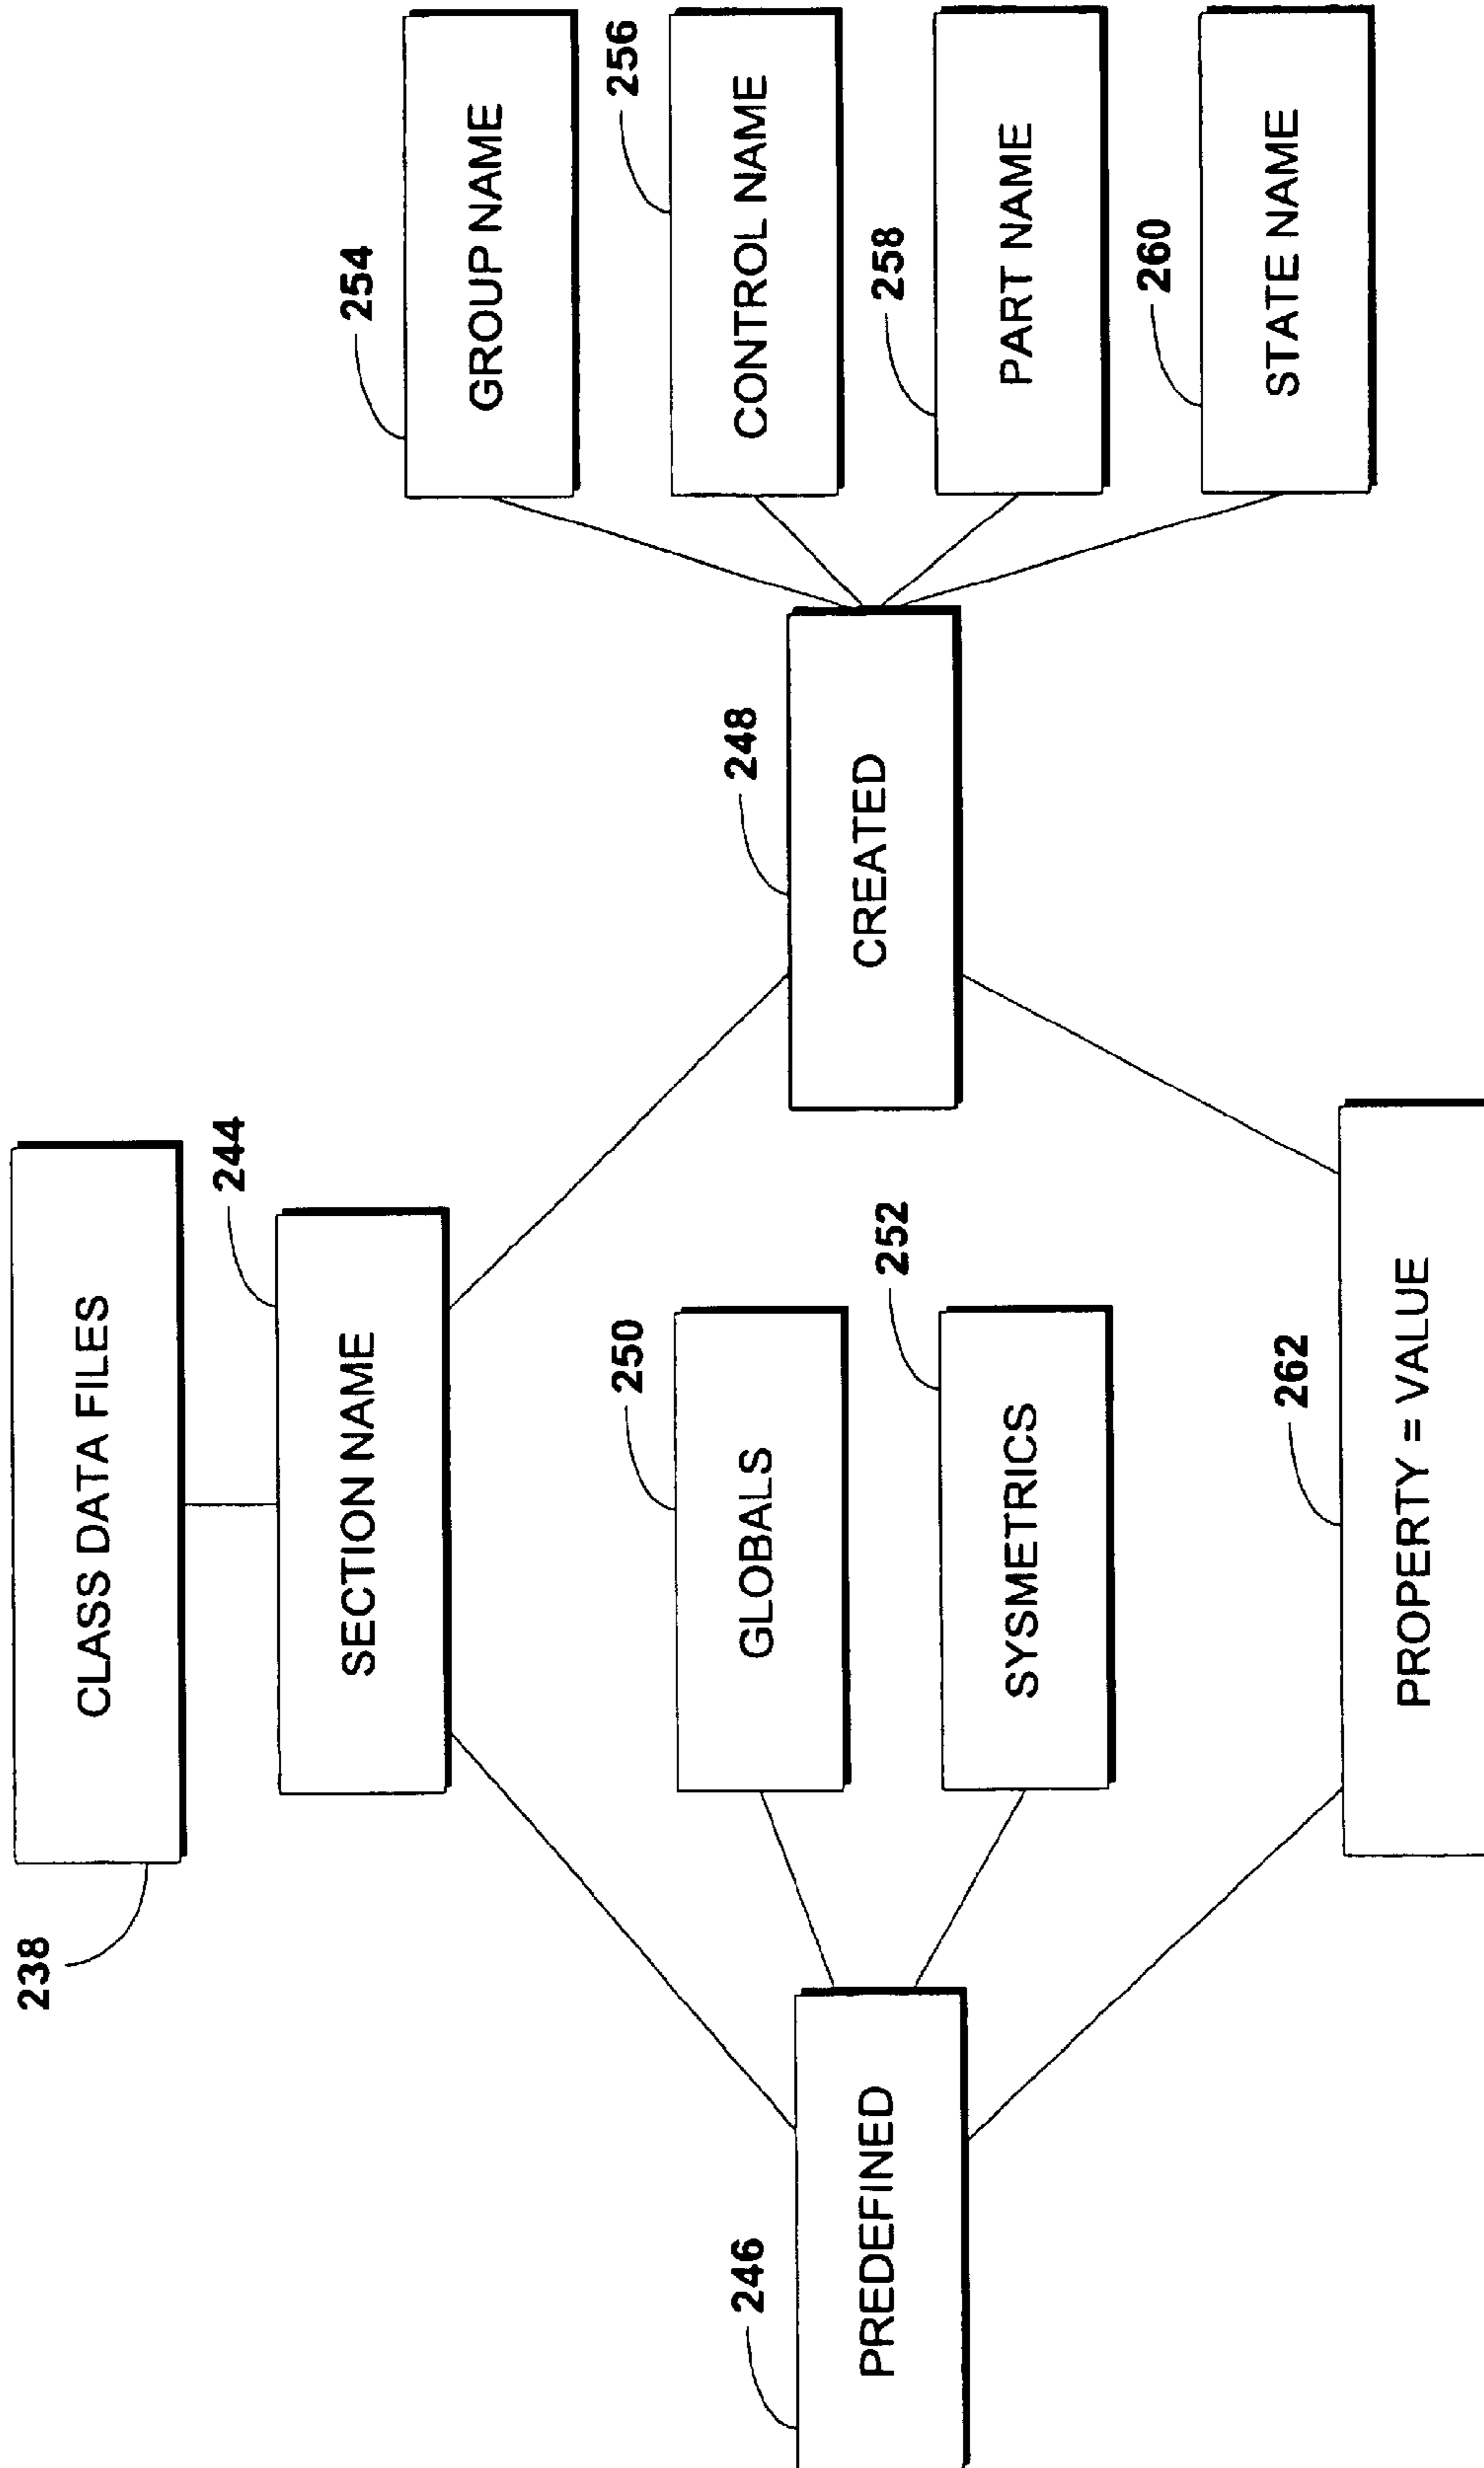 238
CLASS DATA FILES
244
SECTION NAME
246
PREDEFINED
250
GLOBALS
252
SYSMETRICS
248
CREATED
254
GROUP NAME
256
CONTROL NAME
258
PART NAME
260
STATE NAME
262
PROPERTY = VALUE